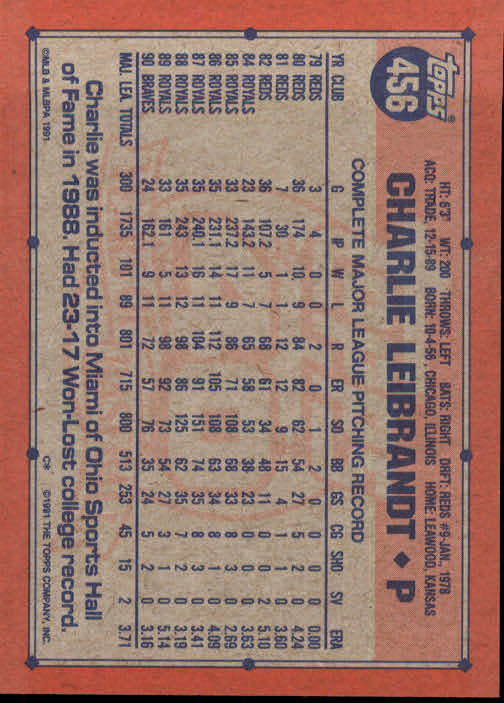 Topps®
456
HT: 6'3" WT: 200 THROWS: LEFT BATS: RIGHT DRFT: REDS #9-JAN., 1978
ACQ: TRADE, 12-15-89 BORN: 10-4-56, CHICAGO, ILLINOIS HOME: LEAWOOD, KANSAS
CHARLIE LEIBRANDT ♦ P
COMPLETE MAJOR LEAGUE PITCHING RECORD
YR CLUB G IP W L R ER SO BB GS CG SHO SV ERA
79 REDS 3 4 0 0 2 0 1 2 0 0 0 0 0.00
80 REDS 36 174 10 9 84 82 62 54 27 5 2 0 4.24
81 REDS 7 30 1 1 12 12 9 15 4 1 1 0 3.60
82 REDS 36 107.2 5 7 68 61 34 48 11 0 0 2 5.10
84 ROYALS 23 143.2 11 7 65 58 53 38 23 0 0 0 3.63
85 ROYALS 33 237.2 17 9 86 71 108 68 33 8 3 0 2.69
86 ROYALS 35 231.1 14 11 112 105 108 63 34 8 1 0 4.09
87 ROYALS 35 240.1 16 11 104 91 151 74 35 8 3 0 3.41
88 ROYALS 35 243 13 12 98 86 125 62 35 7 2 0 3.19
89 ROYALS 33 161 5 11 98 92 73 54 27 3 1 0 5.14
90 BRAVES 24 162.1 9 11 72 57 76 35 24 5 2 0 3.16
MAJ. LEA. TOTALS 300 1735 101 89 801 715 800 513 253 45 15 2 3.71
Charlie was inducted into Miami of Ohio Sports Hall
of Fame in 1988. Had 23-17 Won-Lost college record.
©MLB & MLBPA 1991 C* ©1991 THE TOPPS COMPANY, INC.